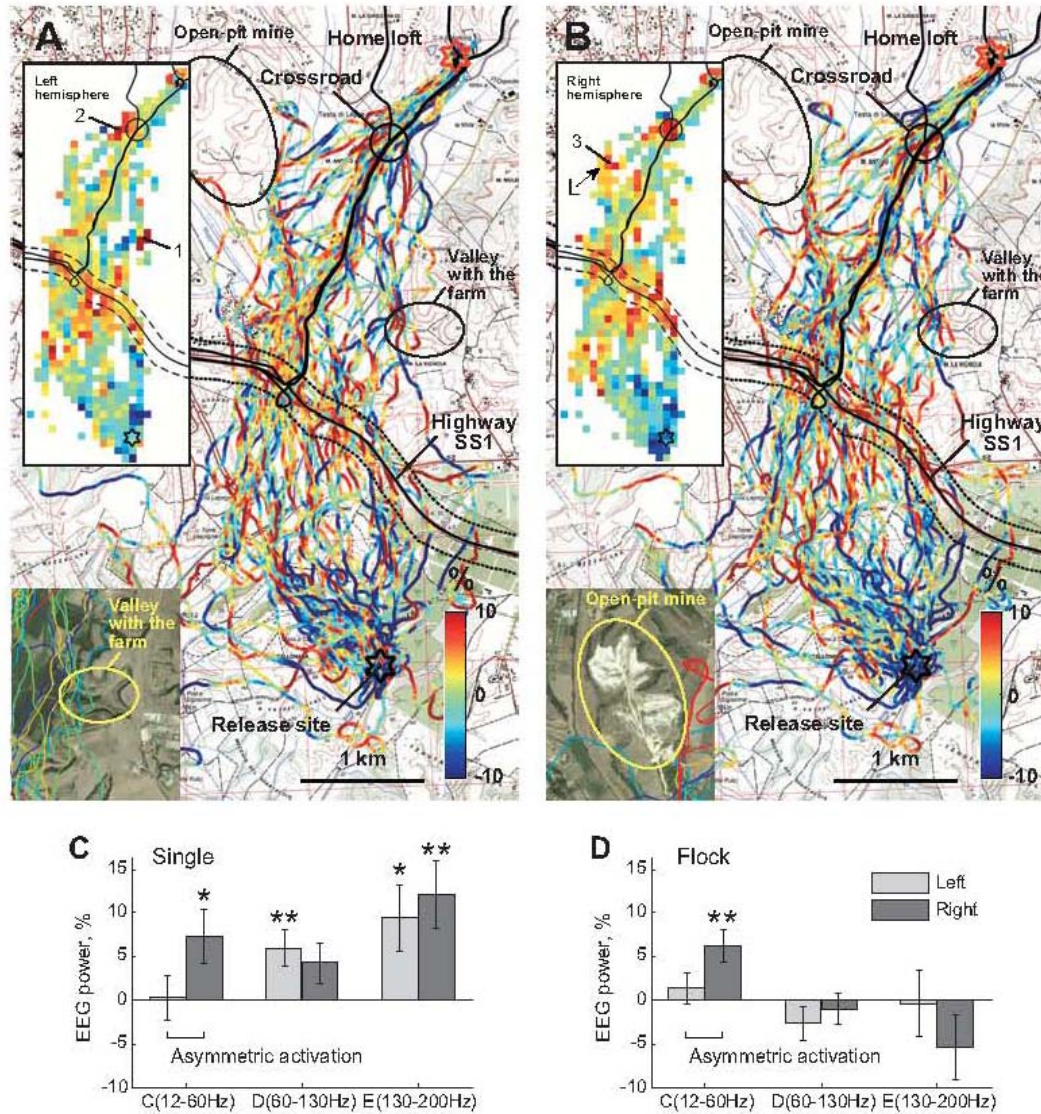 A
Open-pit mine
Home loft
Crossroad
Left
hemisphere
2
1
Valley
with the
farm
Highway
SS1
Valley
with the
farm
%
10
0
-10
Release site
1 km
B
Open-pit mine
Home loft
Crossroad
Right
hemisphere
3
L
Valley
with the
farm
Highway
SS1
Open-pit mine
%
10
0
-10
Release site
1 km
C
Single
EEG power, %
15
10
5
0
-5
-10
*
**
*
**
Asymmetric activation
C(12-60Hz) D(60-130Hz) E(130-200Hz)
D
Flock
EEG power, %
15
10
5
0
-5
-10
**
Left
Right
Asymmetric activation
C(12-60Hz) D(60-130Hz) E(130-200Hz)